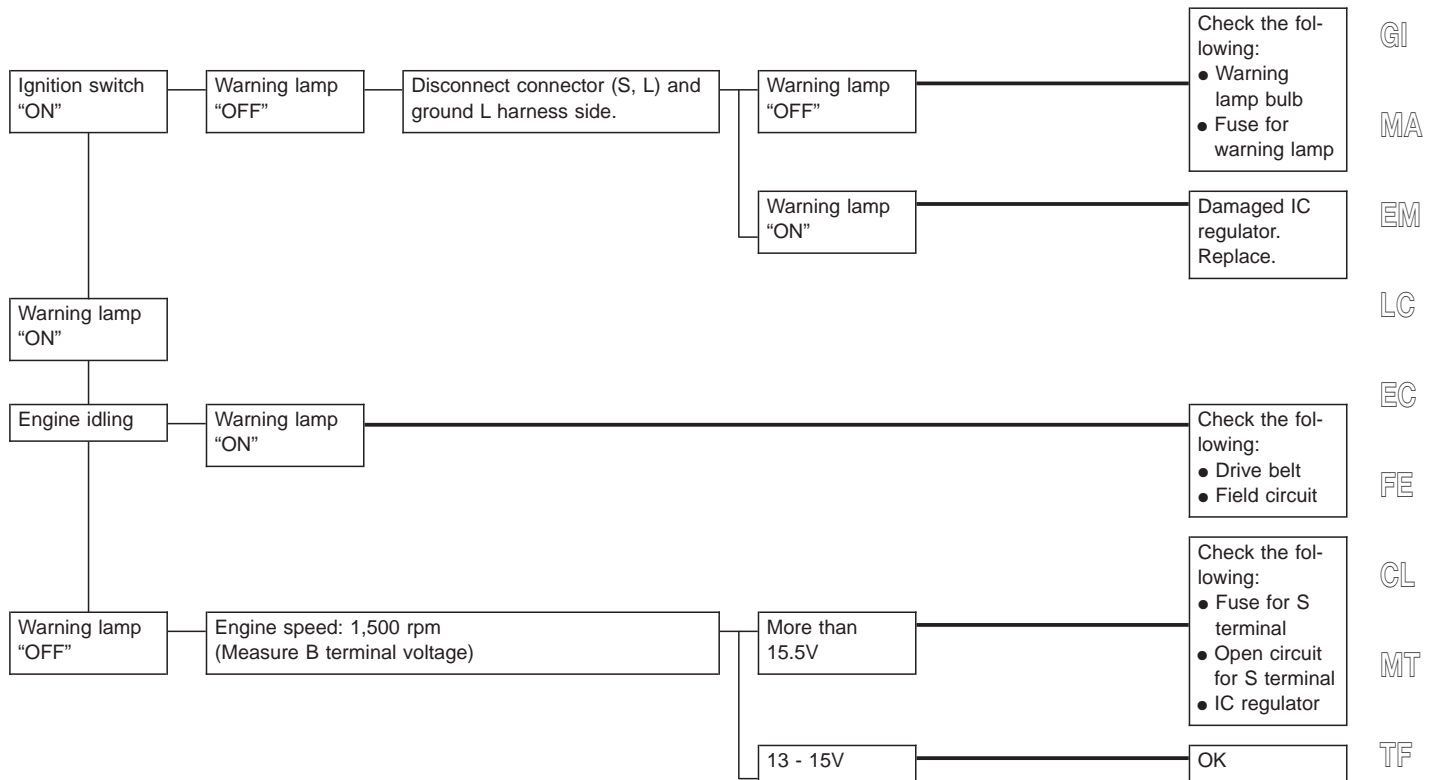 Ignition switch
“ON”
Warning lamp
“OFF”
Disconnect connector (S, L) and
ground L harness side.
Warning lamp
“OFF”
Check the fol-
lowing:
● Warning
lamp bulb
● Fuse for
warning lamp
Warning lamp
“ON”
Damaged IC
regulator.
Replace.
Warning lamp
“ON”
Engine idling
Warning lamp
“ON”
Check the fol-
lowing:
● Drive belt
● Field circuit
Warning lamp
“OFF”
Engine speed: 1,500 rpm
(Measure B terminal voltage)
More than
15.5V
Check the fol-
lowing:
● Fuse for S
terminal
● Open circuit
for S terminal
● IC regulator
13 - 15V
OK
GI
MA
EM
LC
EC
FE
CL
MT
TF